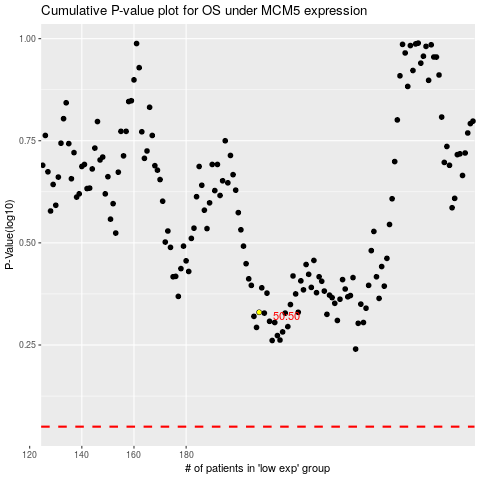 Cumulative P-value plot for OS under MCM5 expression
P-Value(log10)
1.00
0.75
0.50
0.25
50:50
120 140 160 180
# of patients in 'low exp' group